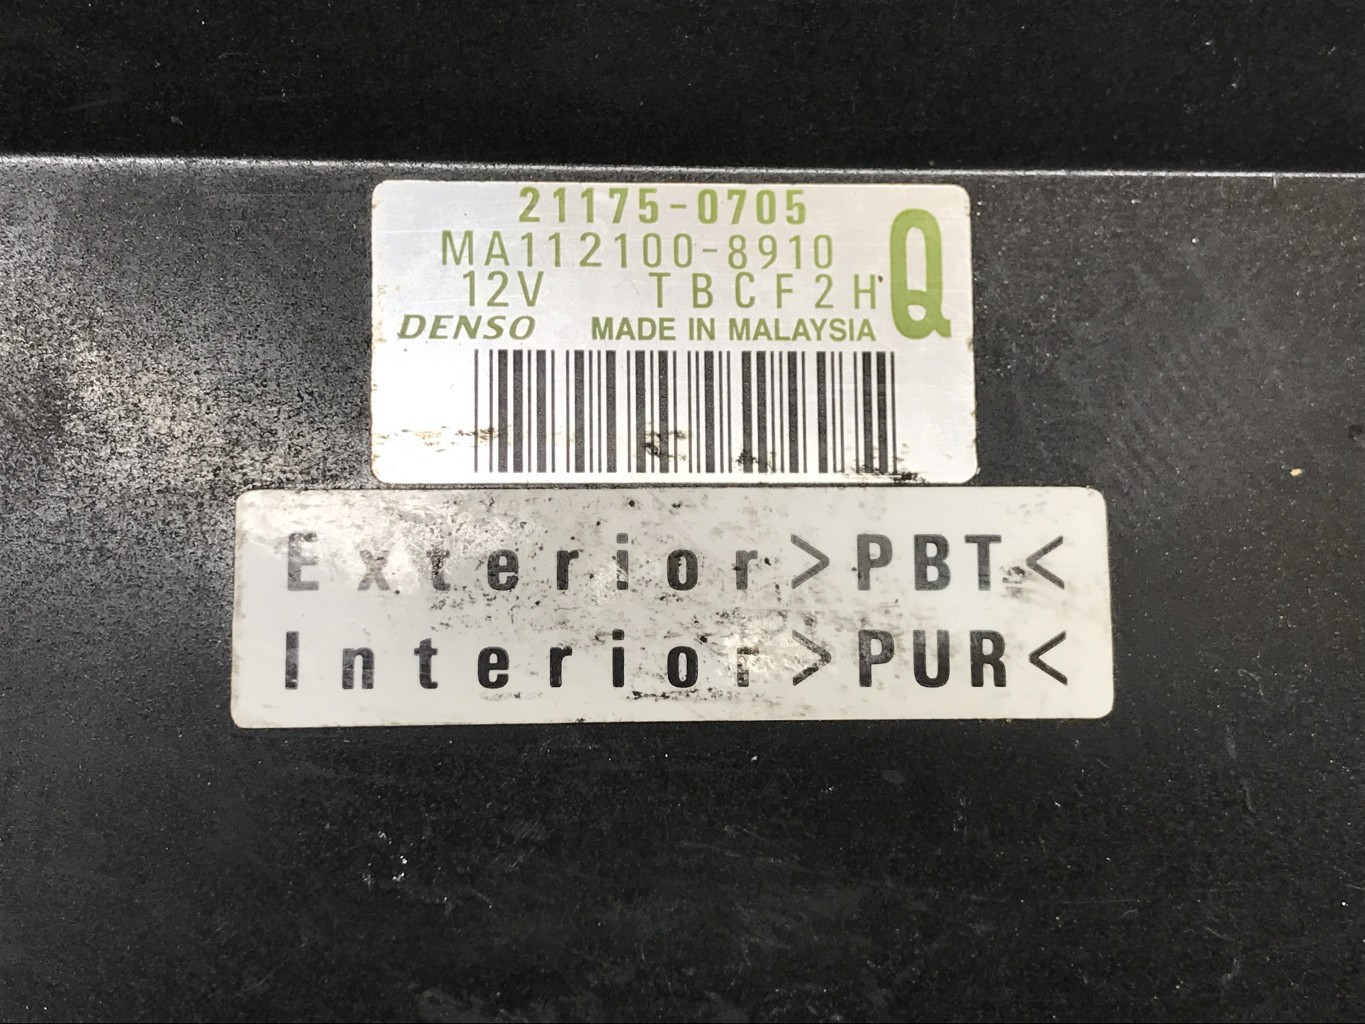 21175-0705
MA112100-8910
12V TBCF2H Q
DENSO MADE IN MALAYSIA
Exterior>PBT<
Interior>PUR<